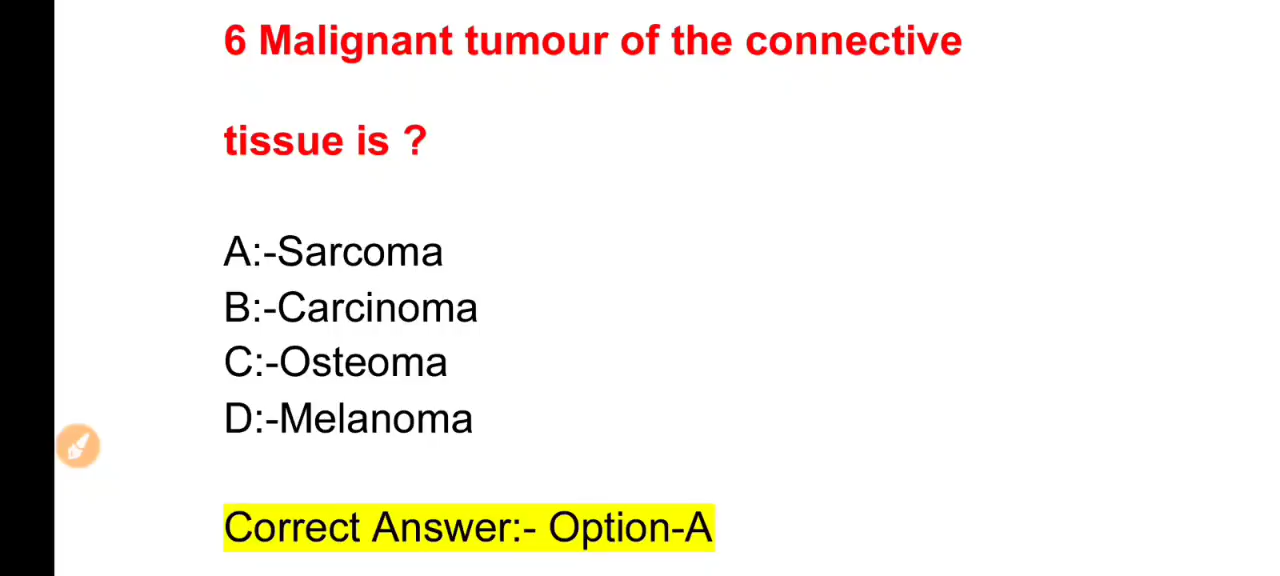 6 Malignant tumour of the connective
tissue is ?
A:-Sarcoma
B:-Carcinoma
C:-Osteoma
D:-Melanoma
Correct Answer:- Option-A